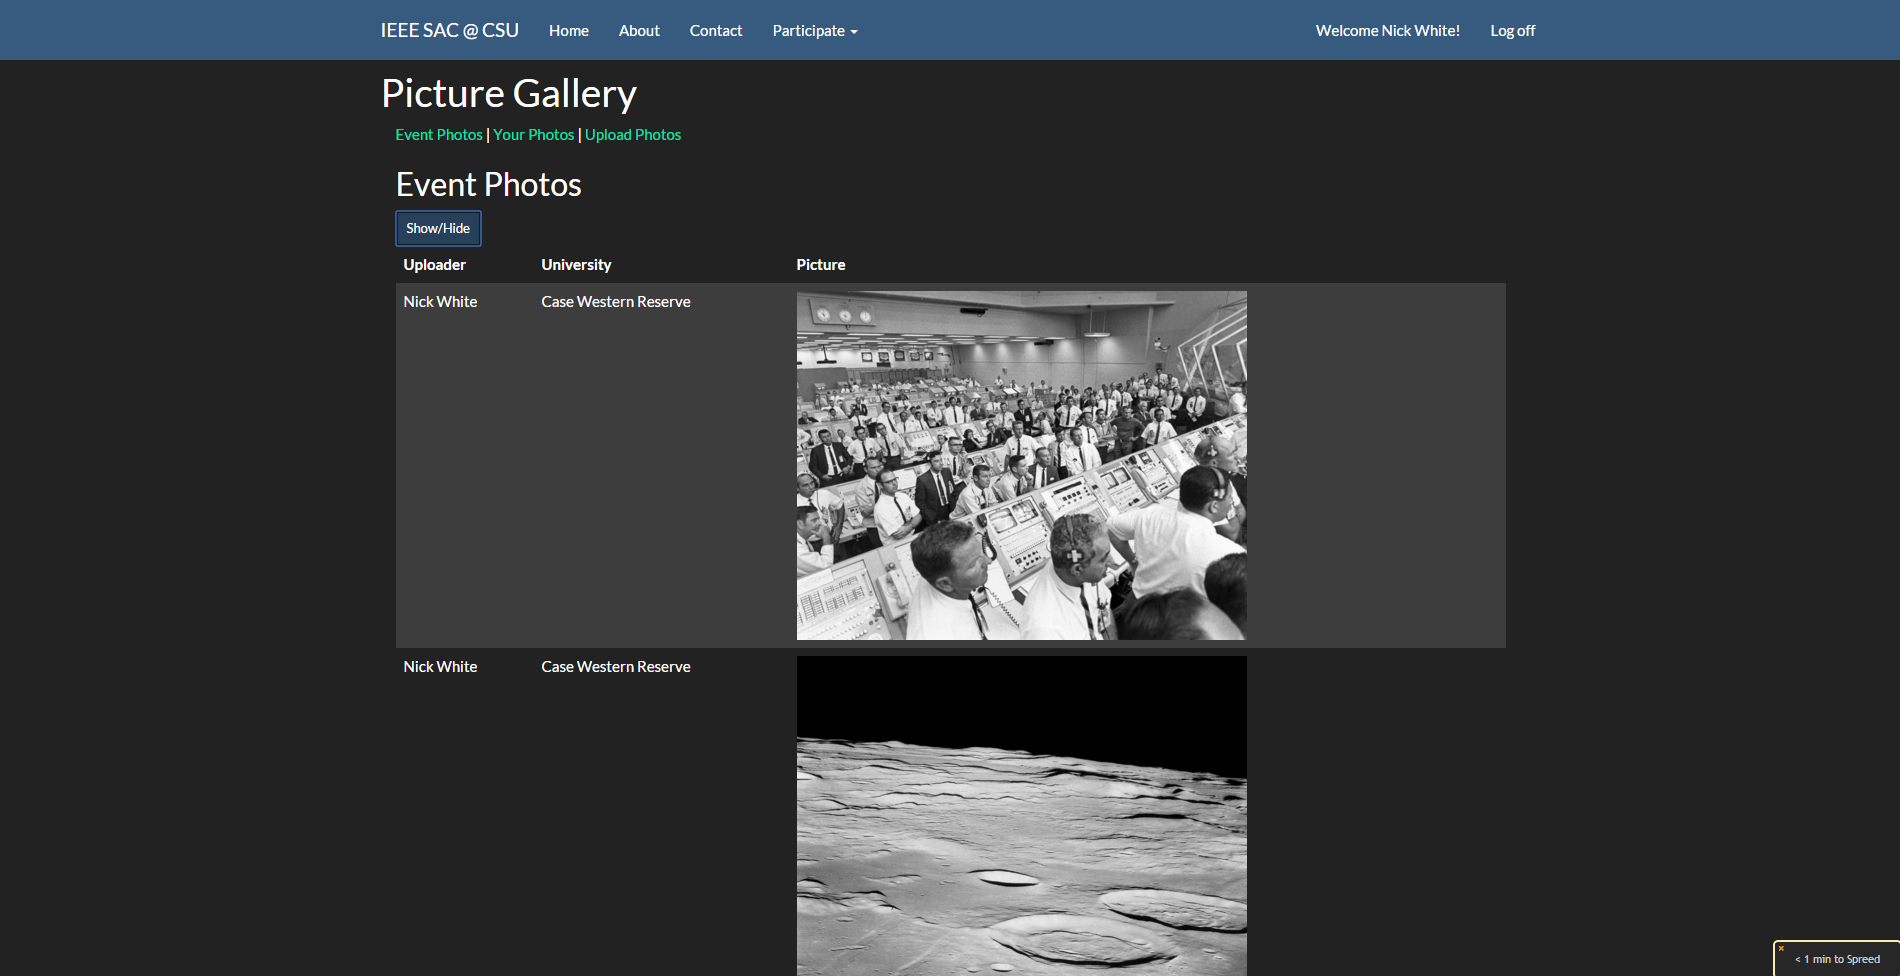 IEEE SAC @ CSU Home About Contact Participate Welcome Nick White! Log off
Picture Gallery
Event Photos | Your Photos | Upload Photos
Event Photos
Show/Hide
Uploader University Picture
Nick White Case Western Reserve
Nick White Case Western Reserve
× < 1 min to Spreed